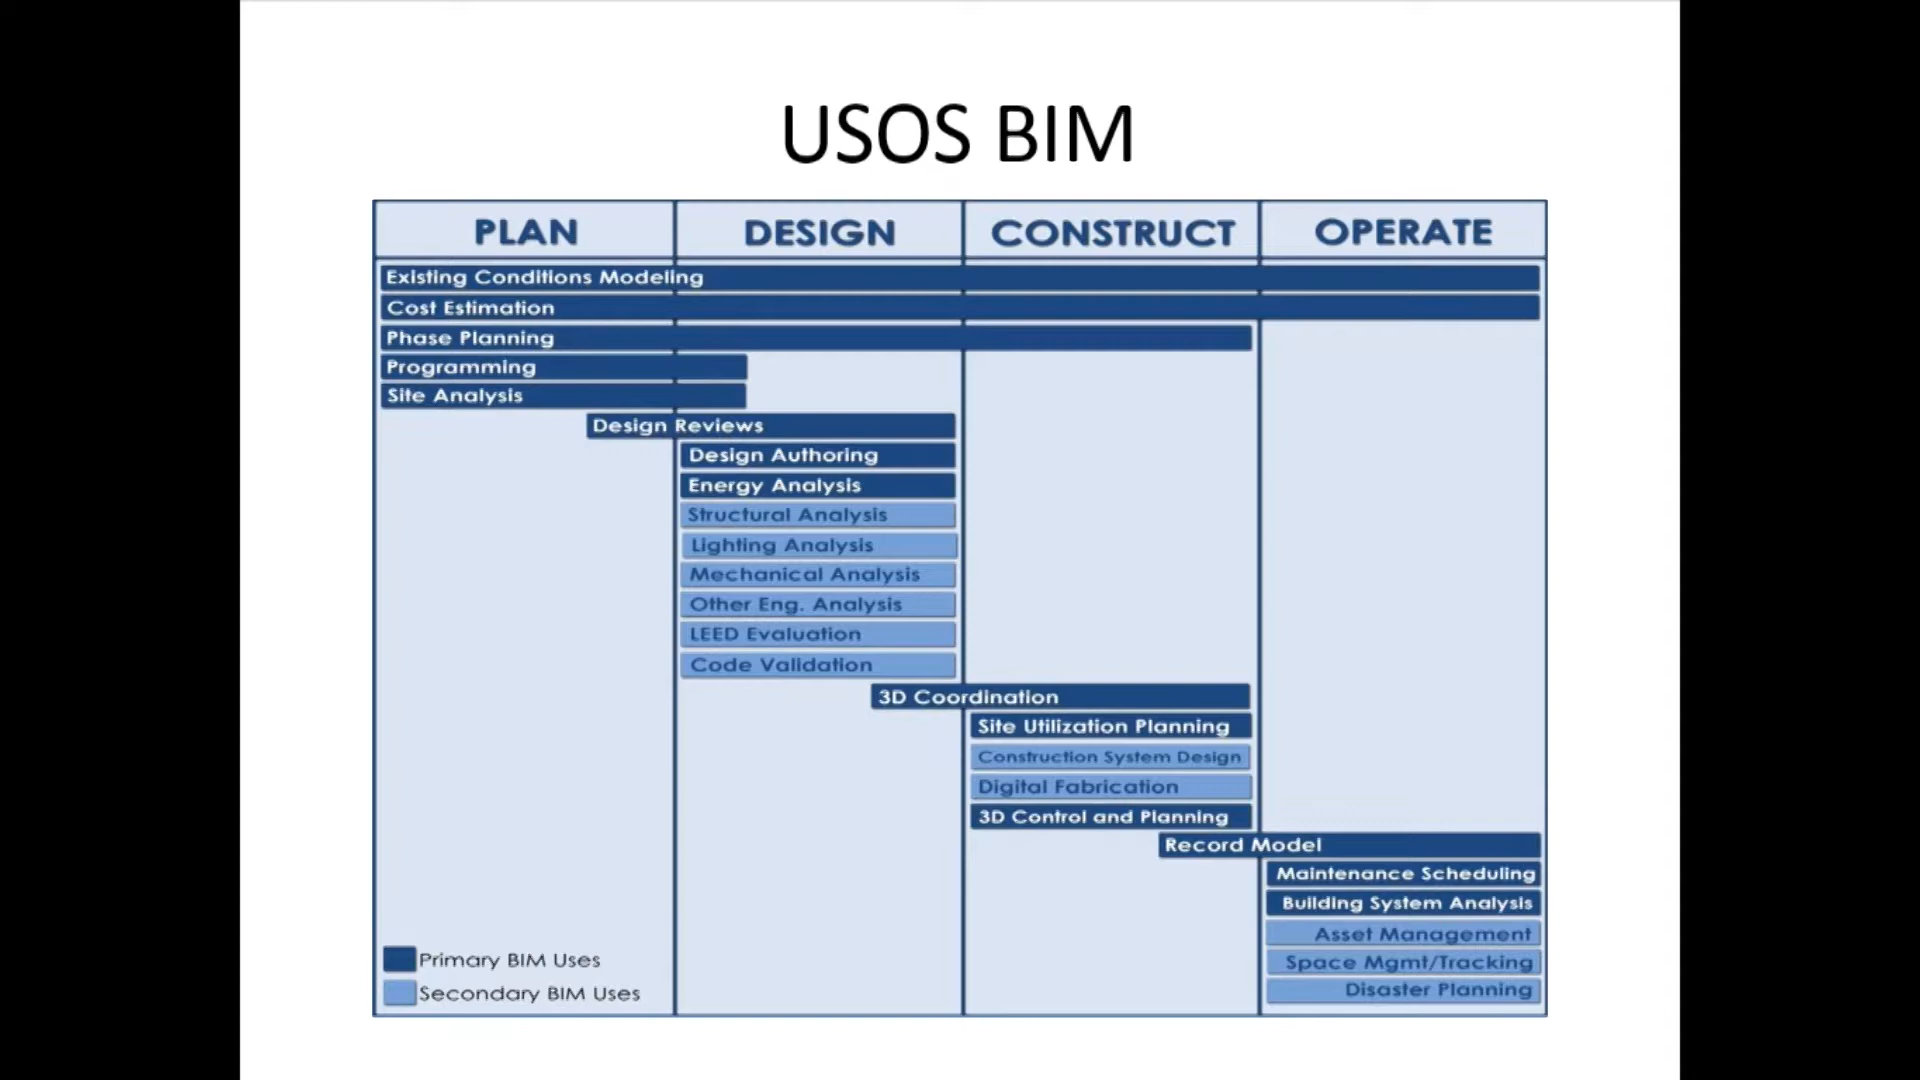 USOS BIM
PLAN
DESIGN
CONSTRUCT
OPERATE
Existing Conditions Modeling
Cost Estimation
Phase Planning
Programming
Site Analysis
Design Reviews
Design Authoring
Energy Analysis
Structural Analysis
Lighting Analysis
Mechanical Analysis
Other Eng. Analysis
LEED Evaluation
Code Validation
3D Coordination
Site Utilization Planning
Construction System Design
Digital Fabrication
3D Control and Planning
Record Model
Maintenance Scheduling
Building System Analysis
Asset Management
Space Mgmt/Tracking
Disaster Planning
Primary BIM Uses
Secondary BIM Uses